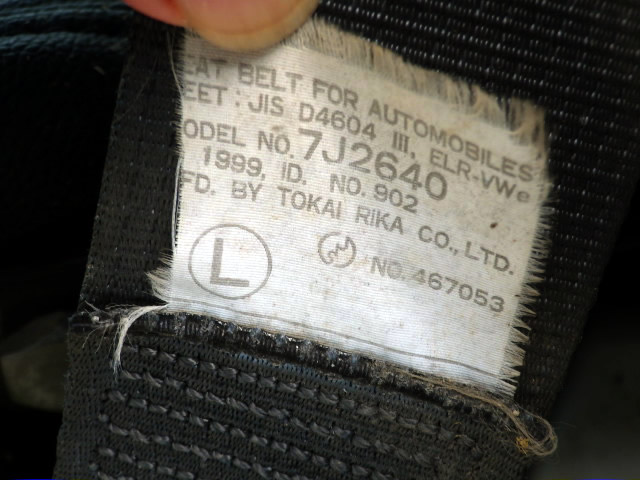 EAT BELT FOR AUTOMOBILES
EET : JIS D4604 III, ELR-VWe
ODEL NO. 7J2640
1999, ID. NO. 902
FD. BY TOKAI RIKA CO., LTD.
L NO. 467053